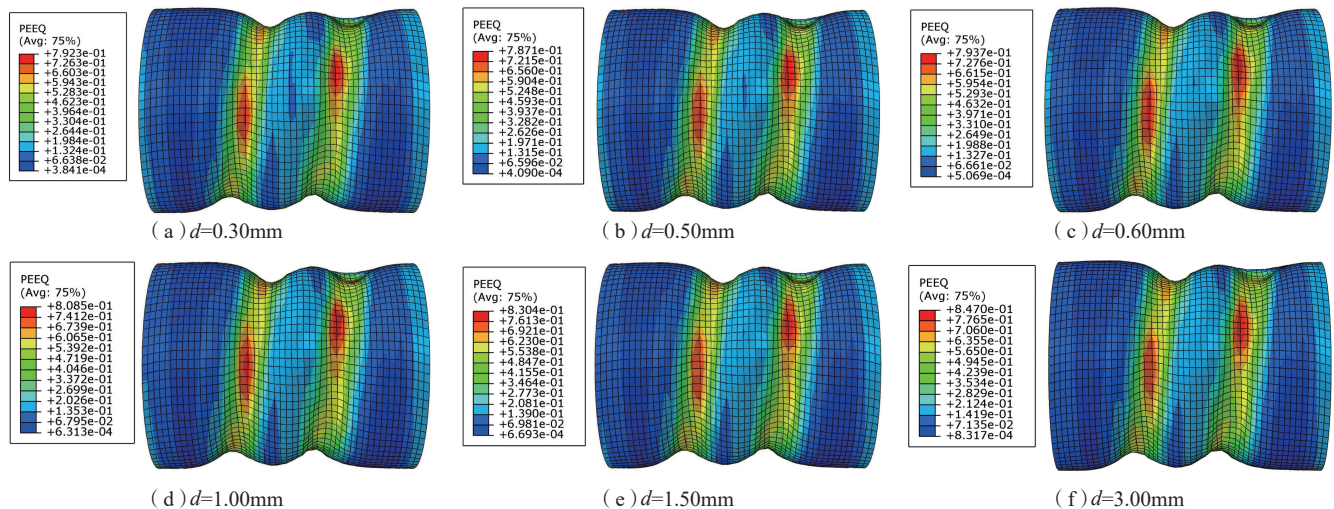 PEEQ
(Avg: 75%)
+7.923e-01
+7.263e-01
+6.603e-01
+5.943e-01
+5.283e-01
+4.623e-01
+3.964e-01
+3.304e-01
+2.644e-01
+1.984e-01
+1.324e-01
+6.638e-02
+3.841e-04
（a）d=0.30mm
PEEQ
(Avg: 75%)
+7.871e-01
+7.215e-01
+6.560e-01
+5.904e-01
+5.248e-01
+4.593e-01
+3.937e-01
+3.282e-01
+2.626e-01
+1.971e-01
+1.315e-01
+6.596e-02
+4.090e-04
（b）d=0.50mm
PEEQ
(Avg: 75%)
+7.937e-01
+7.276e-01
+6.615e-01
+5.954e-01
+5.293e-01
+4.632e-01
+3.971e-01
+3.310e-01
+2.649e-01
+1.988e-01
+1.327e-01
+6.661e-02
+5.069e-04
（c）d=0.60mm
PEEQ
(Avg: 75%)
+8.085e-01
+7.412e-01
+6.739e-01
+6.065e-01
+5.392e-01
+4.719e-01
+4.046e-01
+3.372e-01
+2.699e-01
+2.026e-01
+1.353e-01
+6.795e-02
+6.313e-04
（d）d=1.00mm
PEEQ
(Avg: 75%)
+8.304e-01
+7.613e-01
+6.921e-01
+6.230e-01
+5.538e-01
+4.847e-01
+4.155e-01
+3.464e-01
+2.773e-01
+2.081e-01
+1.390e-01
+6.981e-02
+6.693e-04
（e）d=1.50mm
PEEQ
(Avg: 75%)
+8.470e-01
+7.765e-01
+7.060e-01
+6.355e-01
+5.650e-01
+4.945e-01
+4.239e-01
+3.534e-01
+2.829e-01
+2.124e-01
+1.419e-01
+7.135e-02
+8.317e-04
（f）d=3.00mm